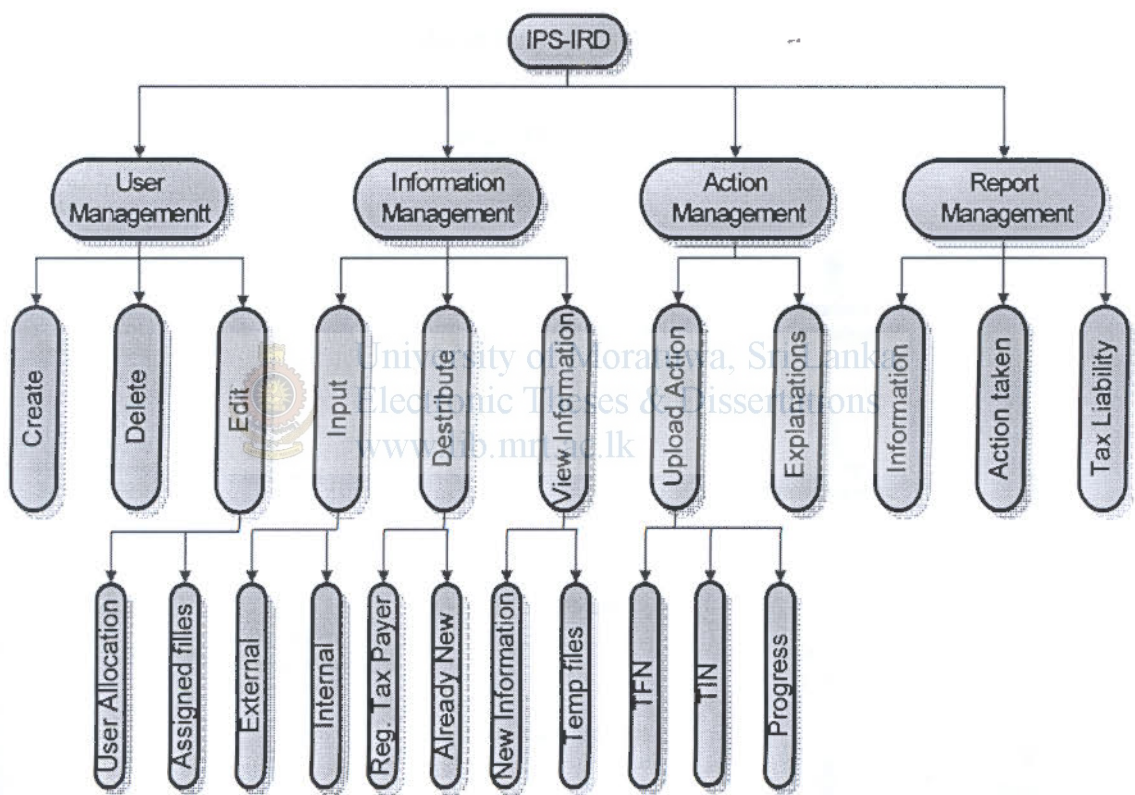 IPS-IRD
User
Managementt
Information
Management
Action
Management
Report
Management
Create
Delete
Edit
Input
Destribute
View Information
Upload Action
Explanations
Information
Action taken
Tax Liability
University of Moratuwa, Sri Lanka
Electronic Theses & Dissertations
www.lib.mrt.ac.lk
User Allocation
Assigned filles
External
Internal
Reg. Tax Payer
Already New
New Information
Temp files
TFN
TIN
Progress